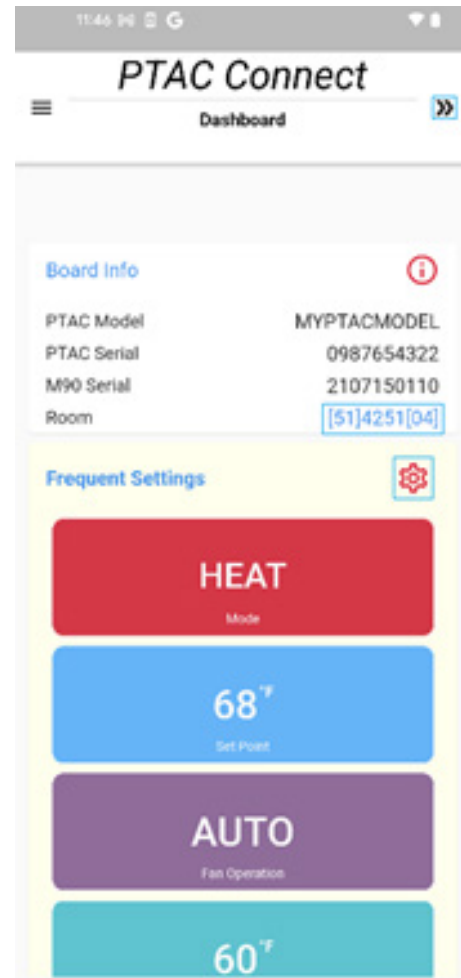 11:46 G
PTAC Connect
Dashboard
Board Info
PTAC Model MYPTACMODEL
PTAC Serial 0987654322
M90 Serial 2107150110
Room [51]4251[04]
Frequent Settings
HEAT
Mode
68°F
Set Point
AUTO
Fan Operation
60°F